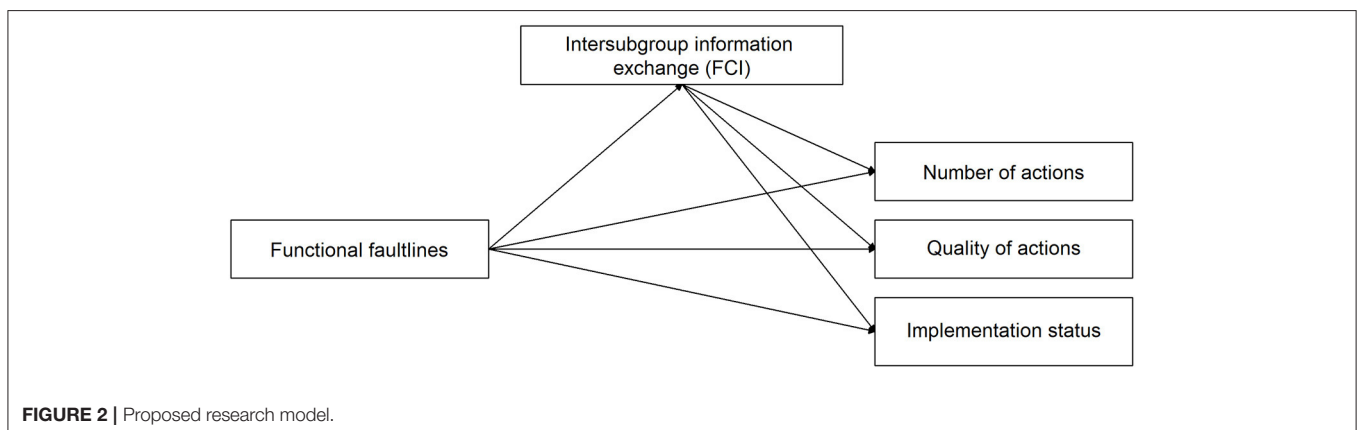 Intersubgroup information
exchange (FCI)
Number of actions
Functional faultlines
Quality of actions
Implementation status
FIGURE 2 | Proposed research model.